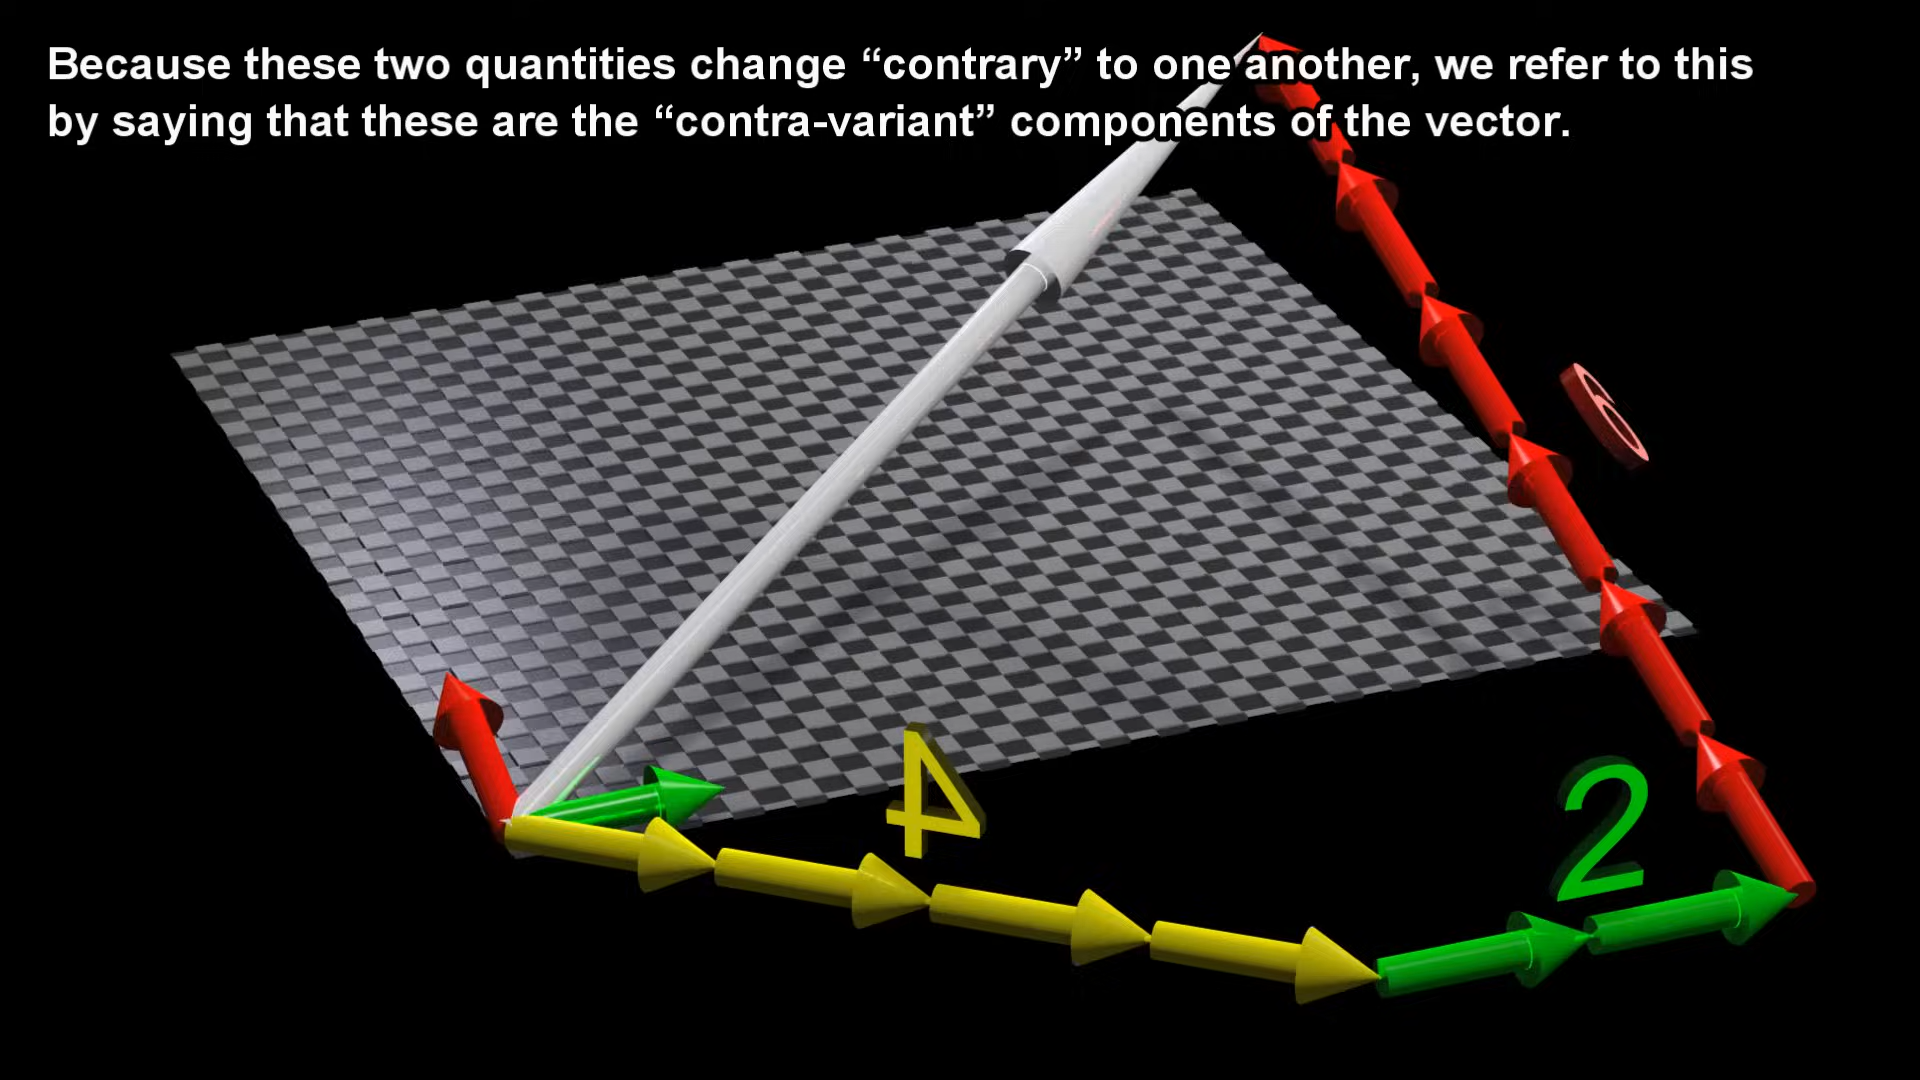 Because these two quantities change “contrary” to one another, we refer to this
by saying that these are the “contra-variant” components of the vector.
6
4
2